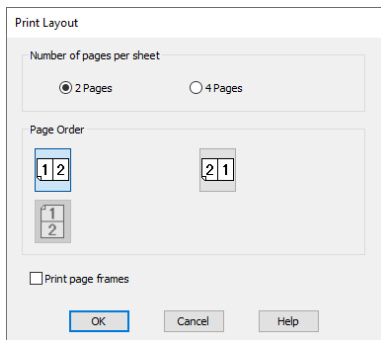 Print Layout
Number of pages per sheet
2 Pages
4 Pages
Page Order
1 2
2 1
1
2
Print page frames
OK
Cancel
Help